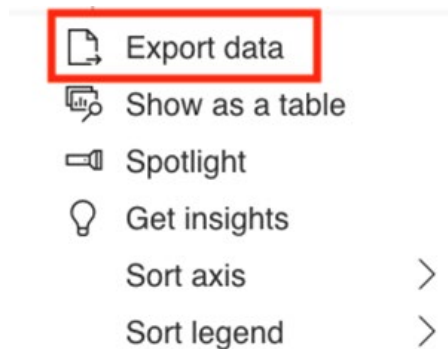 Export data
Show as a table
Spotlight
Get insights
Sort axis
Sort legend